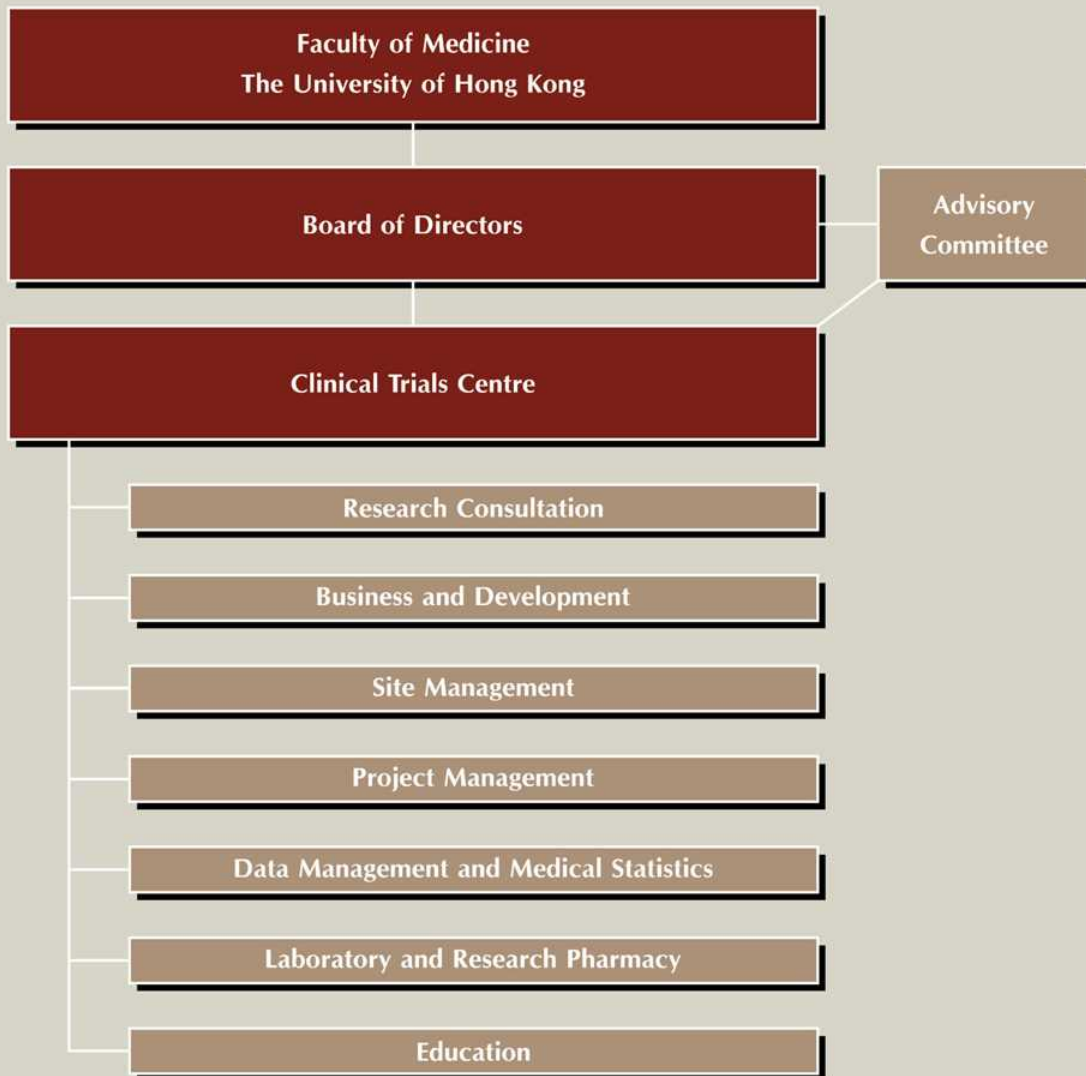 Faculty of Medicine
The University of Hong Kong
Board of Directors
Advisory
Committee
Clinical Trials Centre
Research Consultation
Business and Development
Site Management
Project Management
Data Management and Medical Statistics
Laboratory and Research Pharmacy
Education